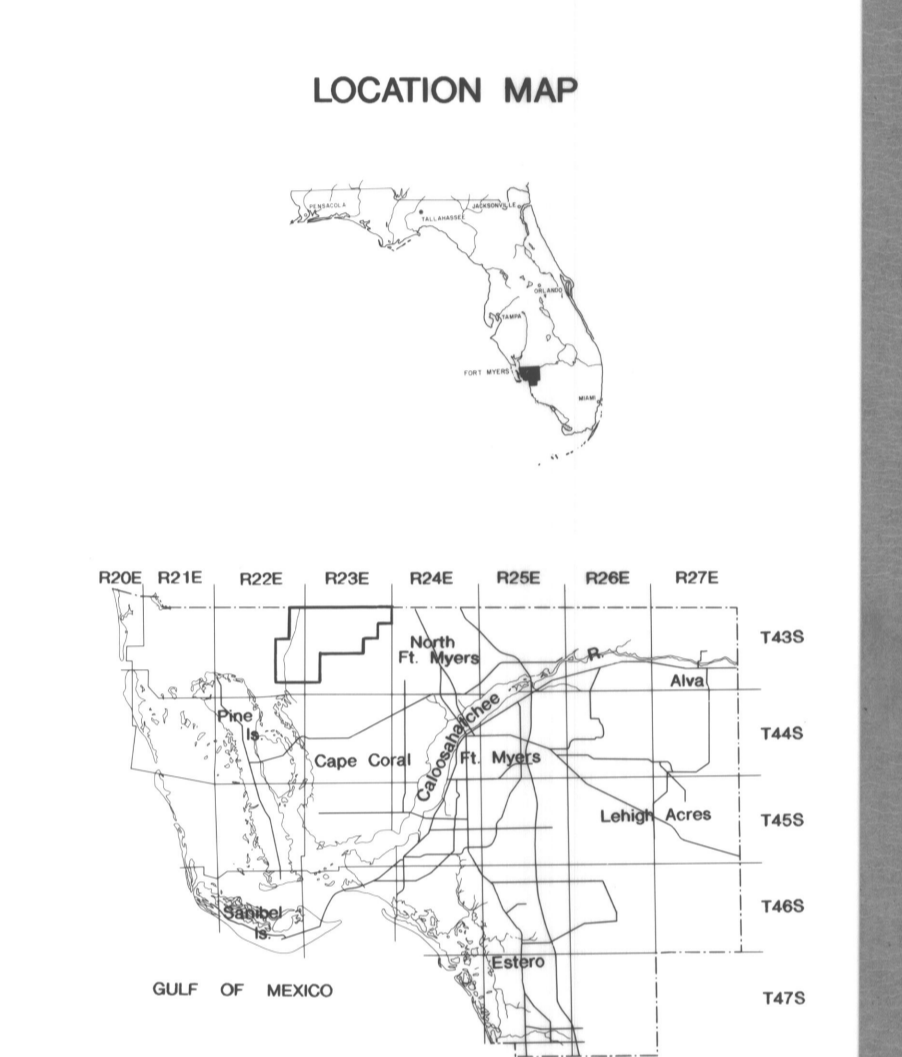 LOCATION MAP
PENSACOLA
TALLAHASSEE
JACKSONVILLE
ORLANDO
TAMPA
FORT MYERS
MIAMI
R20E R21E R22E R23E R24E R25E R26E R27E
T43S
North
Ft. Myers
R.
Alva
Pine
Is.
T44S
Caloosahatchee
Cape Coral
Ft. Myers
Lehigh Acres
T45S
Sanibel
Is.
T46S
Estero
GULF OF MEXICO
T47S